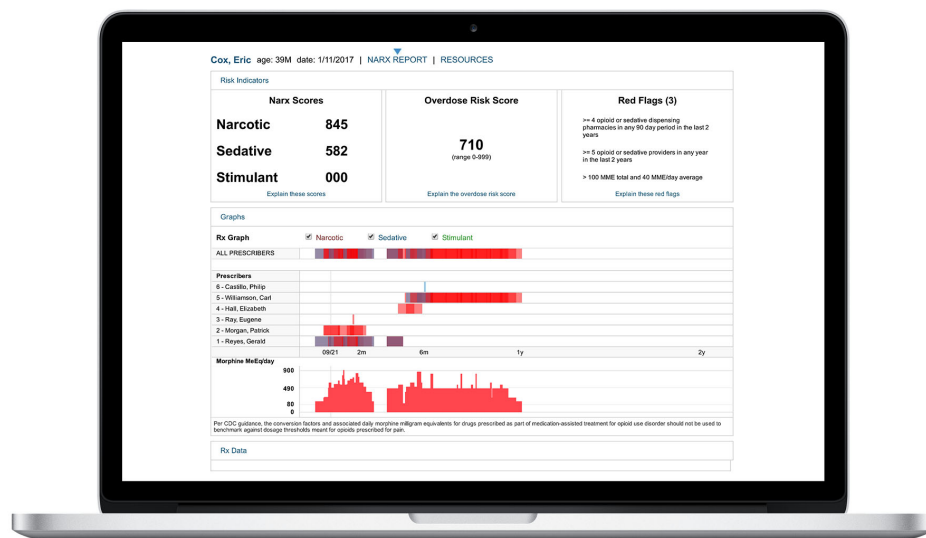 Cox, Eric age: 39M date: 1/11/2017 | NARX REPORT | RESOURCES
Risk Indicators
Narx Scores
Narcotic 845
Sedative 582
Stimulant 000
Explain these scores
Overdose Risk Score
710
(range 0-999)
Explain the overdose risk score
Red Flags (3)
>= 4 opioid or sedative dispensing
pharmacies in any 90 day period in the last 2
years
>= 5 opioid or sedative providers in any year
in the last 2 years
> 100 MME total and 40 MME/day average
Explain these red flags
Graphs
Rx Graph Narcotic Sedative Stimulant
ALL PRESCRIBERS
Prescribers
6 - Castillo, Philip
5 - Williamson, Carl
4 - Hall, Elizabeth
3 - Ray, Eugene
2 - Morgan, Patrick
1 - Reyes, Gerald
09/21 2m 6m 1y 2y
Morphine MeEq/day
900
490
80
0
Per CDC guidance, the conversion factors and associated daily morphine milligram equivalents for drugs prescribed as part of medication-assisted treatment for opioid use disorder should not be used to
benchmark against dosage thresholds meant for opioids prescribed for pain.
Rx Data